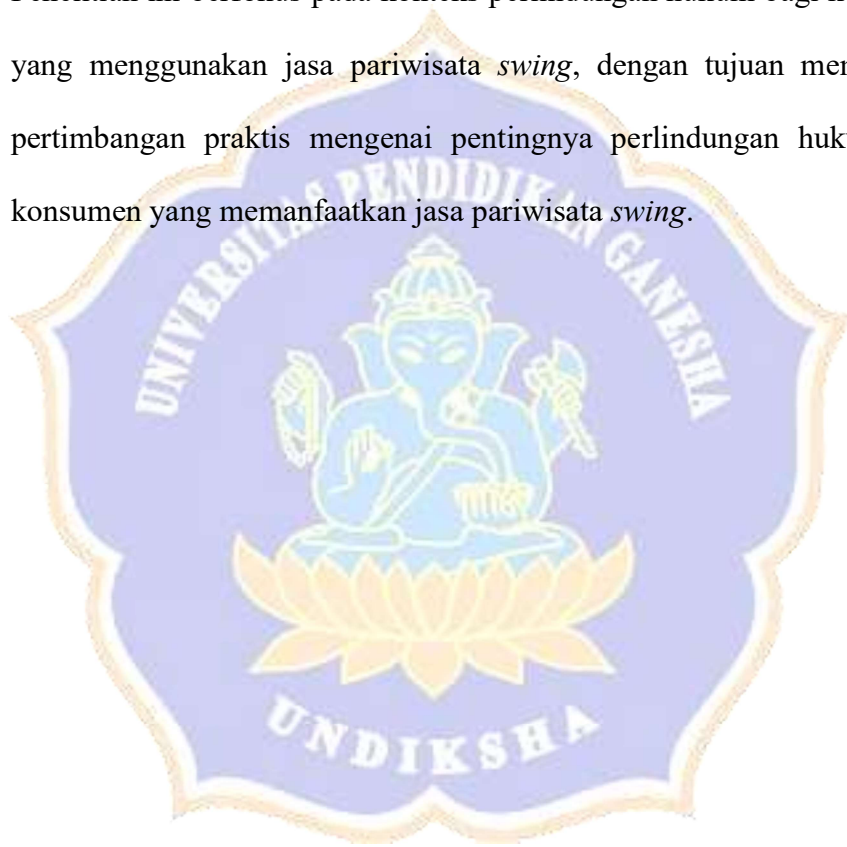 yang menggunakan jasa pariwisata swing, dengan tujuan
pertimbangan praktis mengenai pentingnya perlindungan
konsumen yang memanfaatkan jasa pariwisata swing.
UNIVERSITAS PENDIDIKAN GANESHA
UNDIKSHA